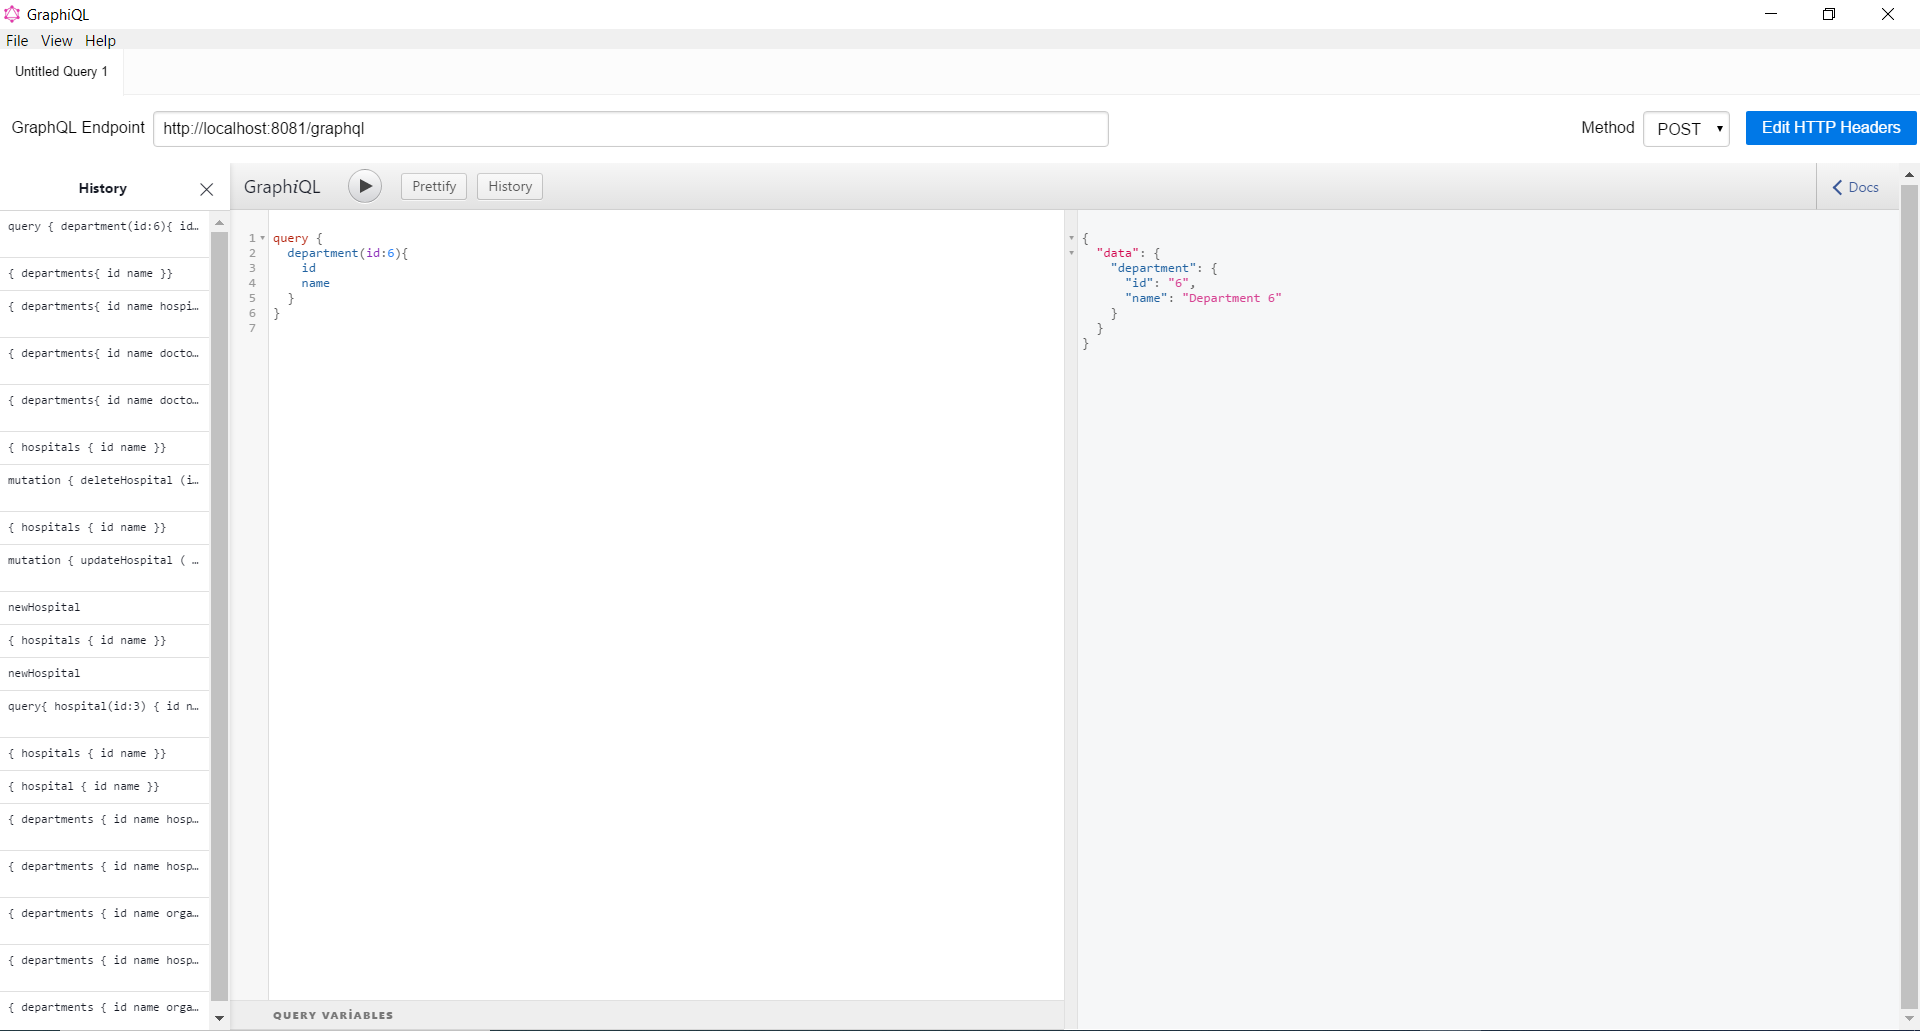 GraphiQL
File View Help
Untitled Query 1
GraphQL Endpoint http://localhost:8081/graphql Method POST Edit HTTP Headers
History
GraphiQL Prettify History Docs
query { department(id:6){ id…
{ departments{ id name }}
{ departments{ id name hospi…
{ departments{ id name docto…
{ departments{ id name docto…
{ hospitals { id name }}
mutation { deleteHospital (i…
{ hospitals { id name }}
mutation { updateHospital ( …
newHospital
{ hospitals { id name }}
newHospital
query{ hospital(id:3) { id n…
{ hospitals { id name }}
{ hospital { id name }}
{ departments { id name hosp…
{ departments { id name hosp…
{ departments { id name orga…
{ departments { id name hosp…
{ departments { id name orga…
1 query {
2 department(id:6){
3 id
4 name
5 }
6 }
7
QUERY VARİABLES
{
"data": {
"department": {
"id": "6",
"name": "Department 6"
}
}
}